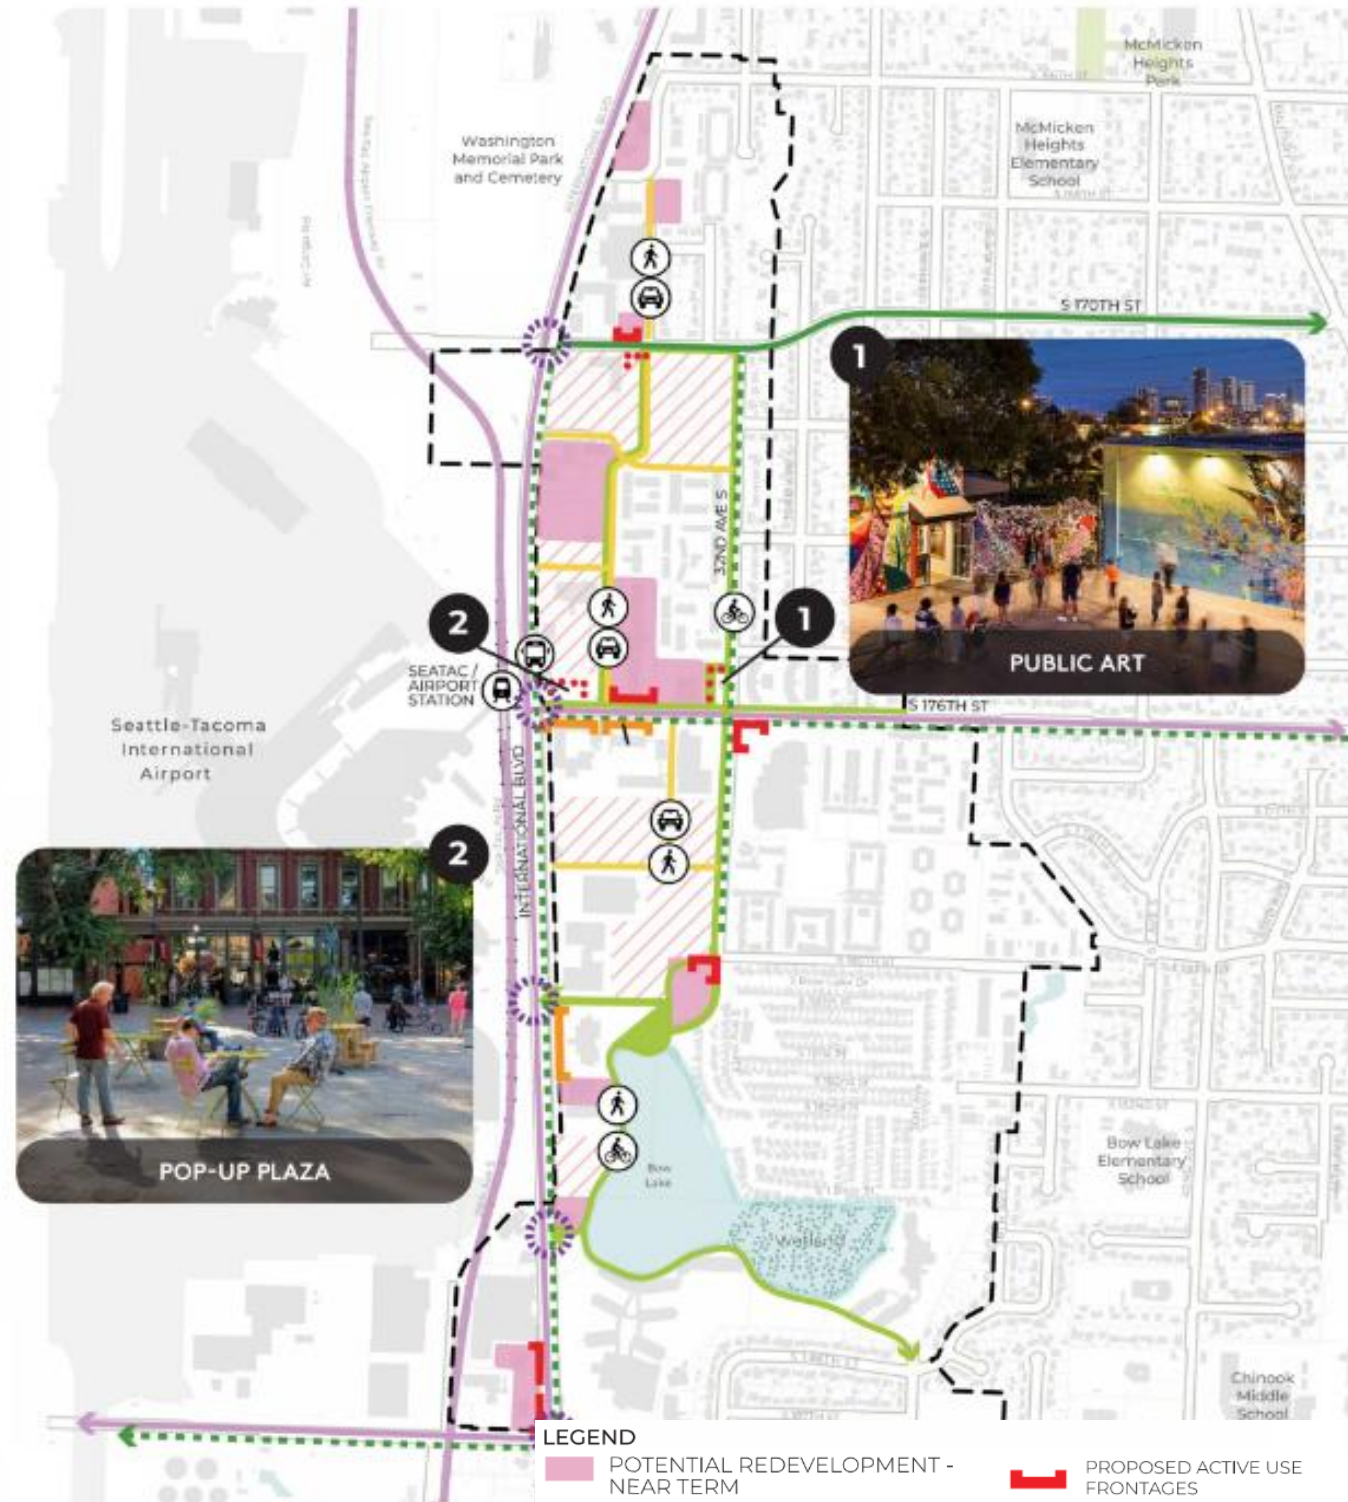 McMicken
Heights
Park
Washington
Memorial Park
and Cemetery
McMicken
Heights
Elementary
School
S 170TH ST
1
PUBLIC ART
32ND AVE S
2
1
SEATAC /
AIRPORT
STATION
S 176TH ST
Seattle-Tacoma
International
Airport
INTERNATIONAL BLVD
2
POP-UP PLAZA
Bow
Lake
Bow Lake
Elementary
School
Wetland
Chinook
Middle
School
LEGEND
POTENTIAL REDEVELOPMENT -
NEAR TERM
PROPOSED ACTIVE USE
FRONTAGES